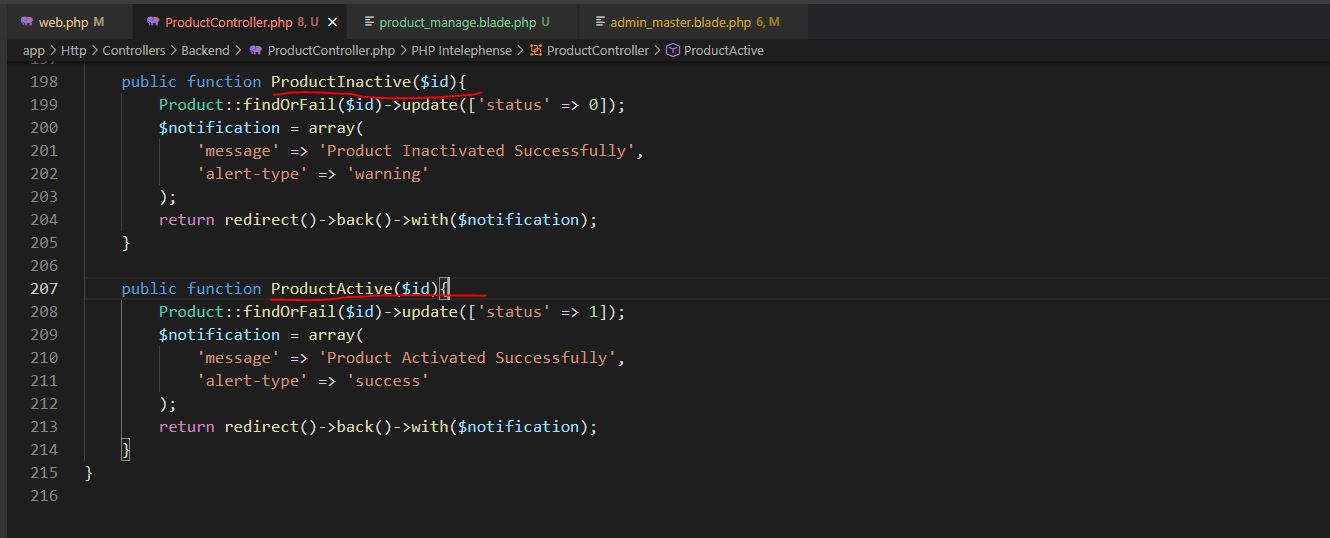 web.php M ProductController.php 8, U product_manage.blade.php U admin_master.blade.php 6, M
app > Http > Controllers > Backend > ProductController.php > PHP Intelephense > ProductController > ProductActive
197
198 public function ProductInactive($id){
199 Product::findOrFail($id)->update(['status' => 0]);
200 $notification = array(
201 'message' => 'Product Inactivated Successfully',
202 'alert-type' => 'warning'
203 );
204 return redirect()->back()->with($notification);
205 }
206
207 public function ProductActive($id){
208 Product::findOrFail($id)->update(['status' => 1]);
209 $notification = array(
210 'message' => 'Product Activated Successfully',
211 'alert-type' => 'success'
212 );
213 return redirect()->back()->with($notification);
214 }
215 }
216